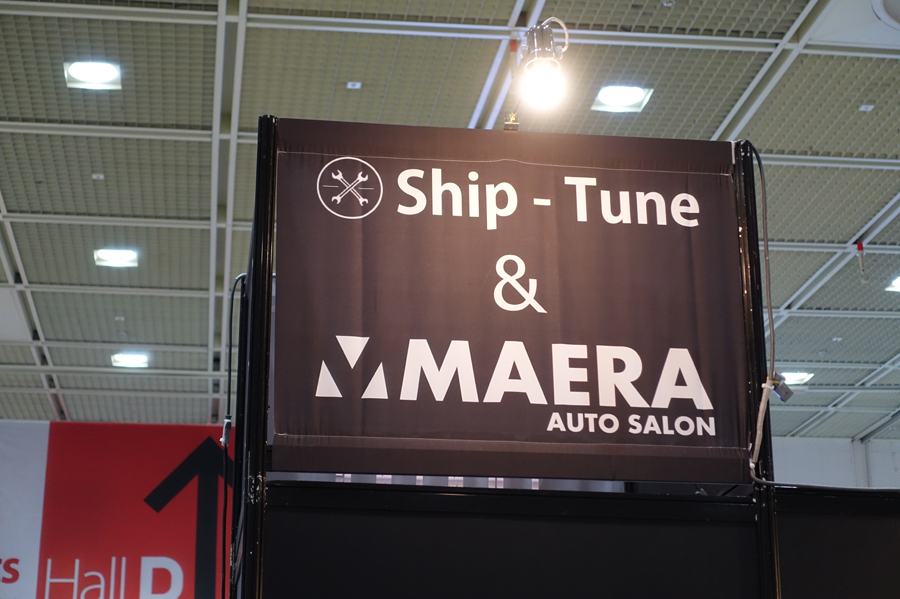 Ship - Tune
&
MAERA
AUTO SALON
Hall D